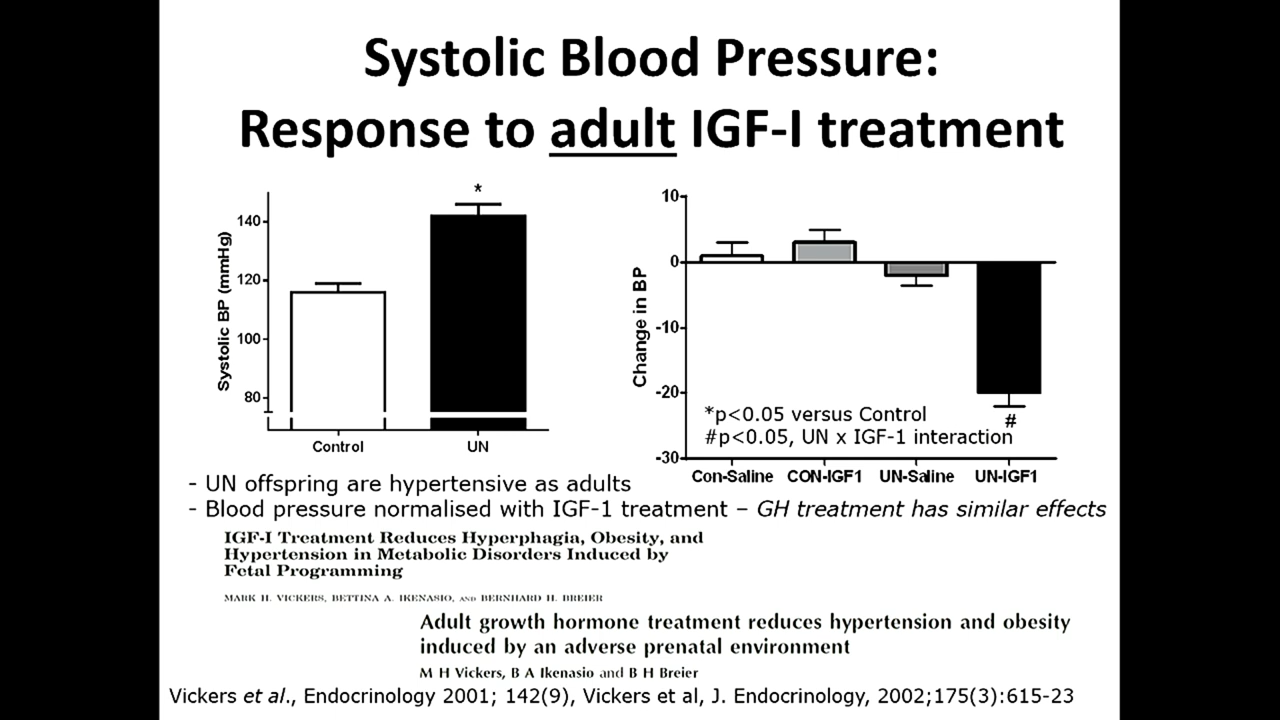 Systolic Blood Pressure:
Response to adult IGF-I treatment
Systolic BP (mmHg)
140
120
100
80
*
Control
UN
Change in BP
10
0
-10
-20
-30
*p<0.05 versus Control
#
#p<0.05, UN x IGF-1 interaction
Con-Saline
CON-IGF1
UN-Saline
UN-IGF1
- UN offspring are hypertensive as adults
- Blood pressure normalised with IGF-1 treatment – GH treatment has similar effects
IGF-I Treatment Reduces Hyperphagia, Obesity, and
Hypertension in Metabolic Disorders Induced by
Fetal Programming
MARK H. VICKERS, BETTINA A. IKENASIO, AND BERNHARD H. BREIER
Adult growth hormone treatment reduces hypertension and obesity
induced by an adverse prenatal environment
M H Vickers, B A Ikenasio and B H Breier
Vickers et al., Endocrinology 2001; 142(9), Vickers et al, J. Endocrinology, 2002;175(3):615-23